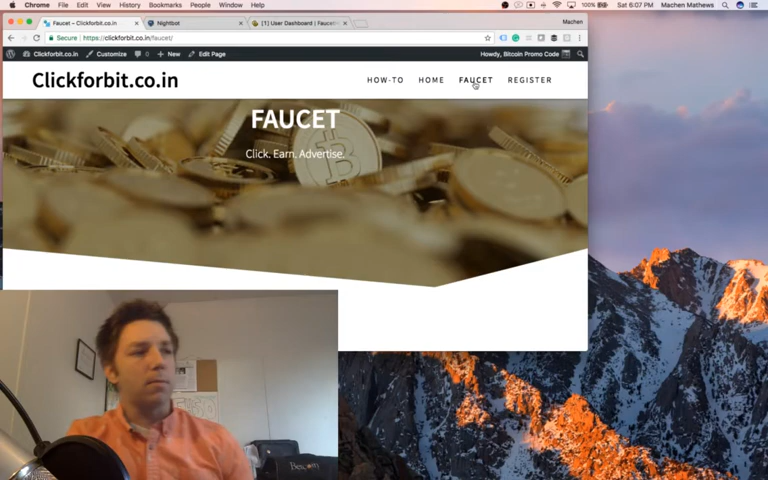 Chrome File Edit View History Bookmarks People Window Help
100% Sat 6:07 PM Machen Mathews
Faucet – Clickforbit.co.in
Nightbot
[1] User Dashboard | Faucet
Machen
Secure https://clickforbit.co.in/faucet/
Clickforbit.co.in Customize 0 + New Edit Page
Howdy, Bitcoin Promo Code
Clickforbit.co.in
HOW-TO HOME FAUCET REGISTER
FAUCET
Click. Earn. Advertise.